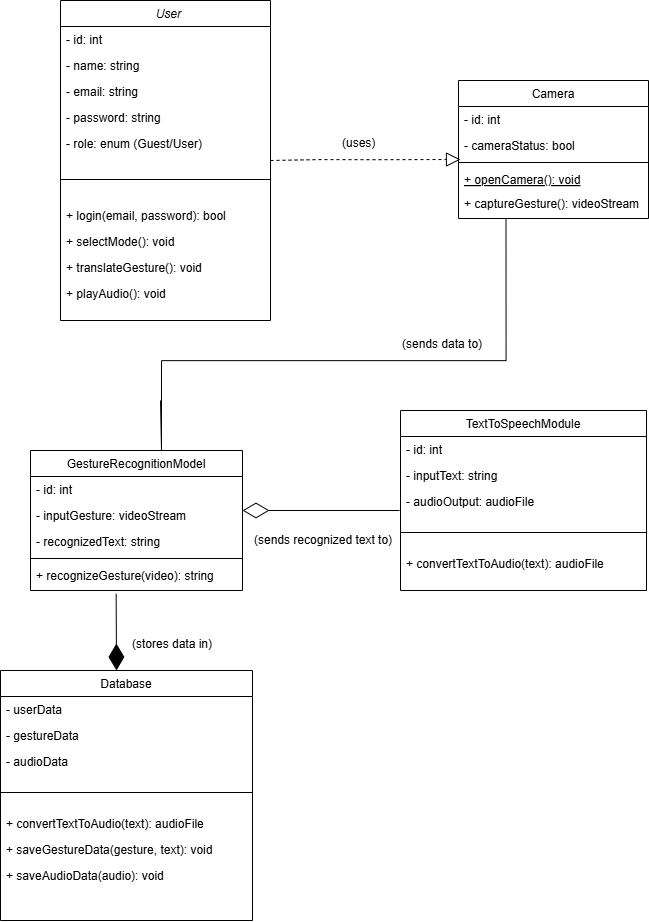 User
- id: int
- name: string
- email: string
- password: string
- role: enum (Guest/User)
+ login(email, password): bool
+ selectMode(): void
+ translateGesture(): void
+ playAudio(): void
(uses)
Camera
- id: int
- cameraStatus: bool
+ openCamera(): void
+ captureGesture(): videoStream
(sends data to)
GestureRecognitionModel
- id: int
- inputGesture: videoStream
- recognizedText: string
+ recognizeGesture(video): string
(sends recognized text to)
TextToSpeechModule
- id: int
- inputText: string
- audioOutput: audioFile
+ convertTextToAudio(text): audioFile
(stores data in)
Database
- userData
- gestureData
- audioData
+ convertTextToAudio(text): audioFile
+ saveGestureData(gesture, text): void
+ saveAudioData(audio): void